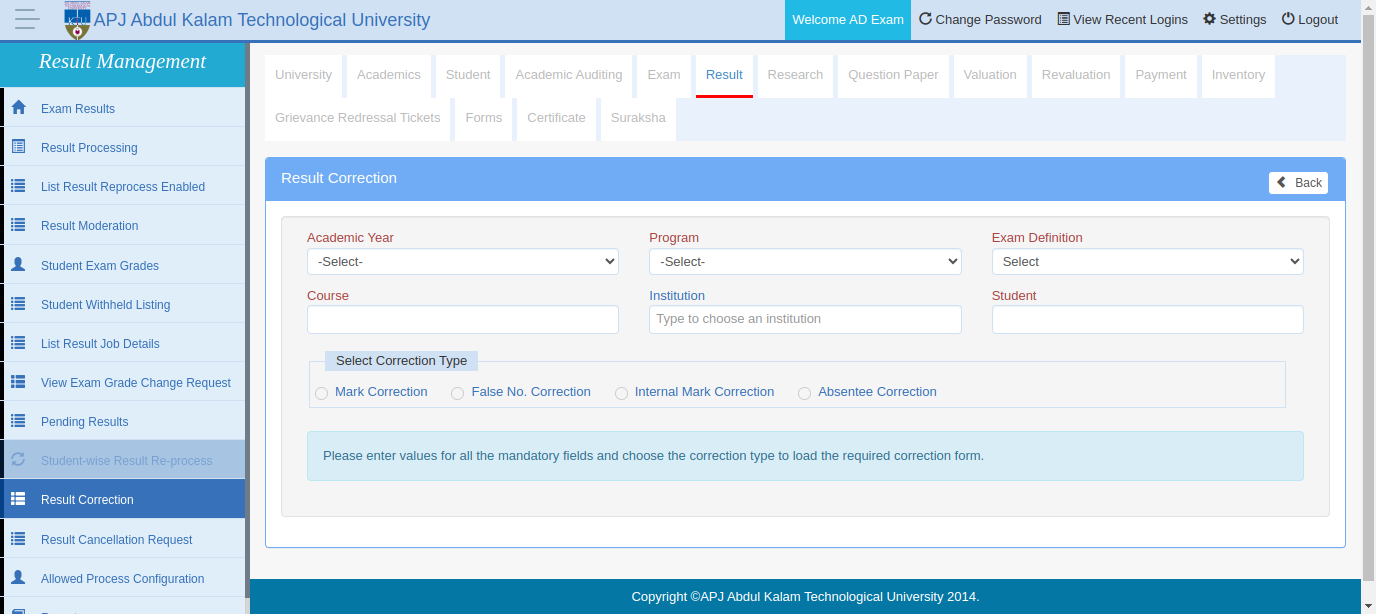 APJ Abdul Kalam Technological University
Welcome AD Exam Change Password View Recent Logins Settings Logout
Result Management
Exam Results
Result Processing
List Result Reprocess Enabled
Result Moderation
Student Exam Grades
Student Withheld Listing
List Result Job Details
View Exam Grade Change Request
Pending Results
Student-wise Result Re-process
Result Correction
Result Cancellation Request
Allowed Process Configuration
University Academics Student Academic Auditing Exam Result Research Question Paper Valuation Revaluation Payment Inventory
Grievance Redressal Tickets Forms Certificate Suraksha
Result Correction
Back
Academic Year Program Exam Definition
-Select- -Select- Select
Course Institution Student
Type to choose an institution
Select Correction Type
Mark Correction False No. Correction Internal Mark Correction Absentee Correction
Please enter values for all the mandatory fields and choose the correction type to load the required correction form.
Copyright ©APJ Abdul Kalam Technological University 2014.